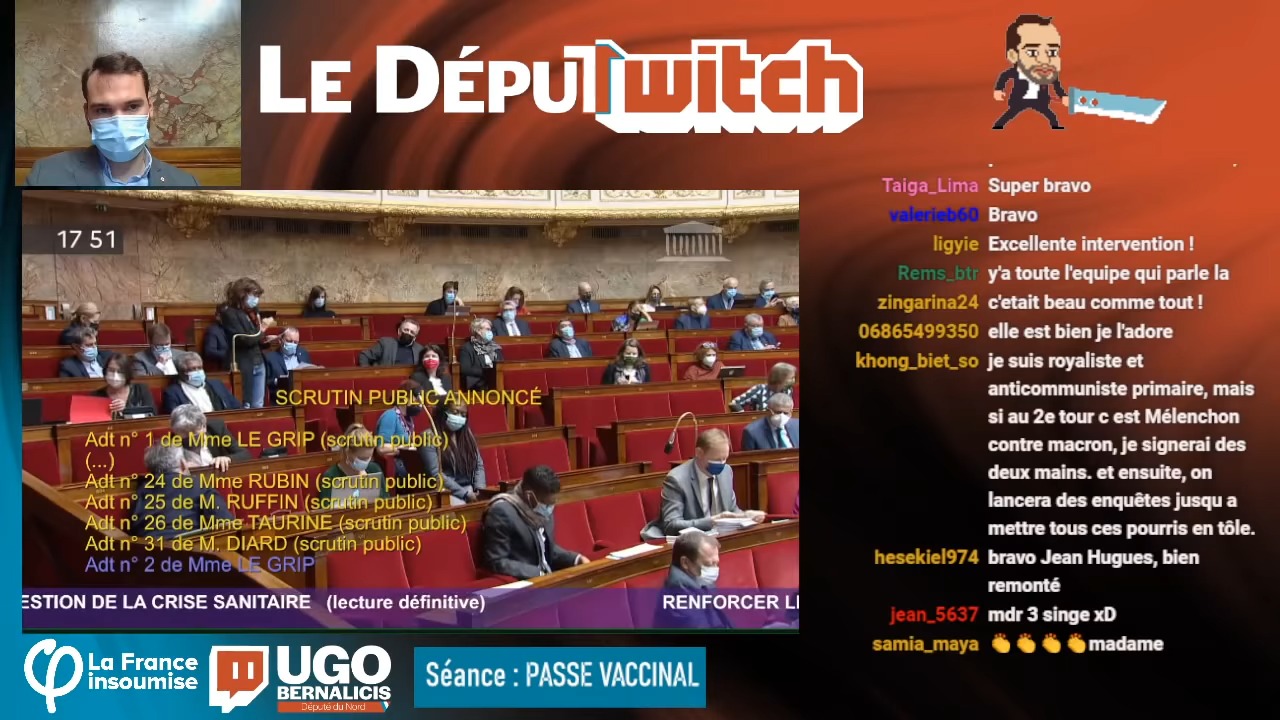 LE DÉPUTwitch
17 51
SCRUTIN PUBLIC ANNONCÉ
Adt n° 1 de Mme LE GRIP (scrutin public)
(...)
Adt n° 24 de Mme RUBIN (scrutin public)
Adt n° 25 de M. RUFFIN (scrutin public)
Adt n° 26 de Mme TAURINE (scrutin public)
Adt n° 31 de M. DIARD (scrutin public)
Adt n° 2 de Mme LE GRIP
ESTION DE LA CRISE SANITAIRE (lecture définitive) RENFORCER
Taiga_Lima Super bravo
valerieb60 Bravo
ligyie Excellente intervention !
Rems_btr y'a toute l'equipe qui parle la
zingarina24 c'etait beau comme tout !
06865499350 elle est bien je l'adore
khong_biet_so je suis royaliste et
anticommuniste primaire, mais
si au 2e tour c est Mélenchon
contre macron, je signerai des
deux mains. et ensuite, on
lancera des enquêtes jusqu a
mettre tous ces pourris en tôle.
hesekiel974 bravo Jean Hugues, bien
remonté
jean_5637 mdr 3 singe xD
samia_maya 👏👏👏👏madame
La France
insoumise
UGO
BERNALICIS
Député du Nord
Séance : PASSE VACCINAL